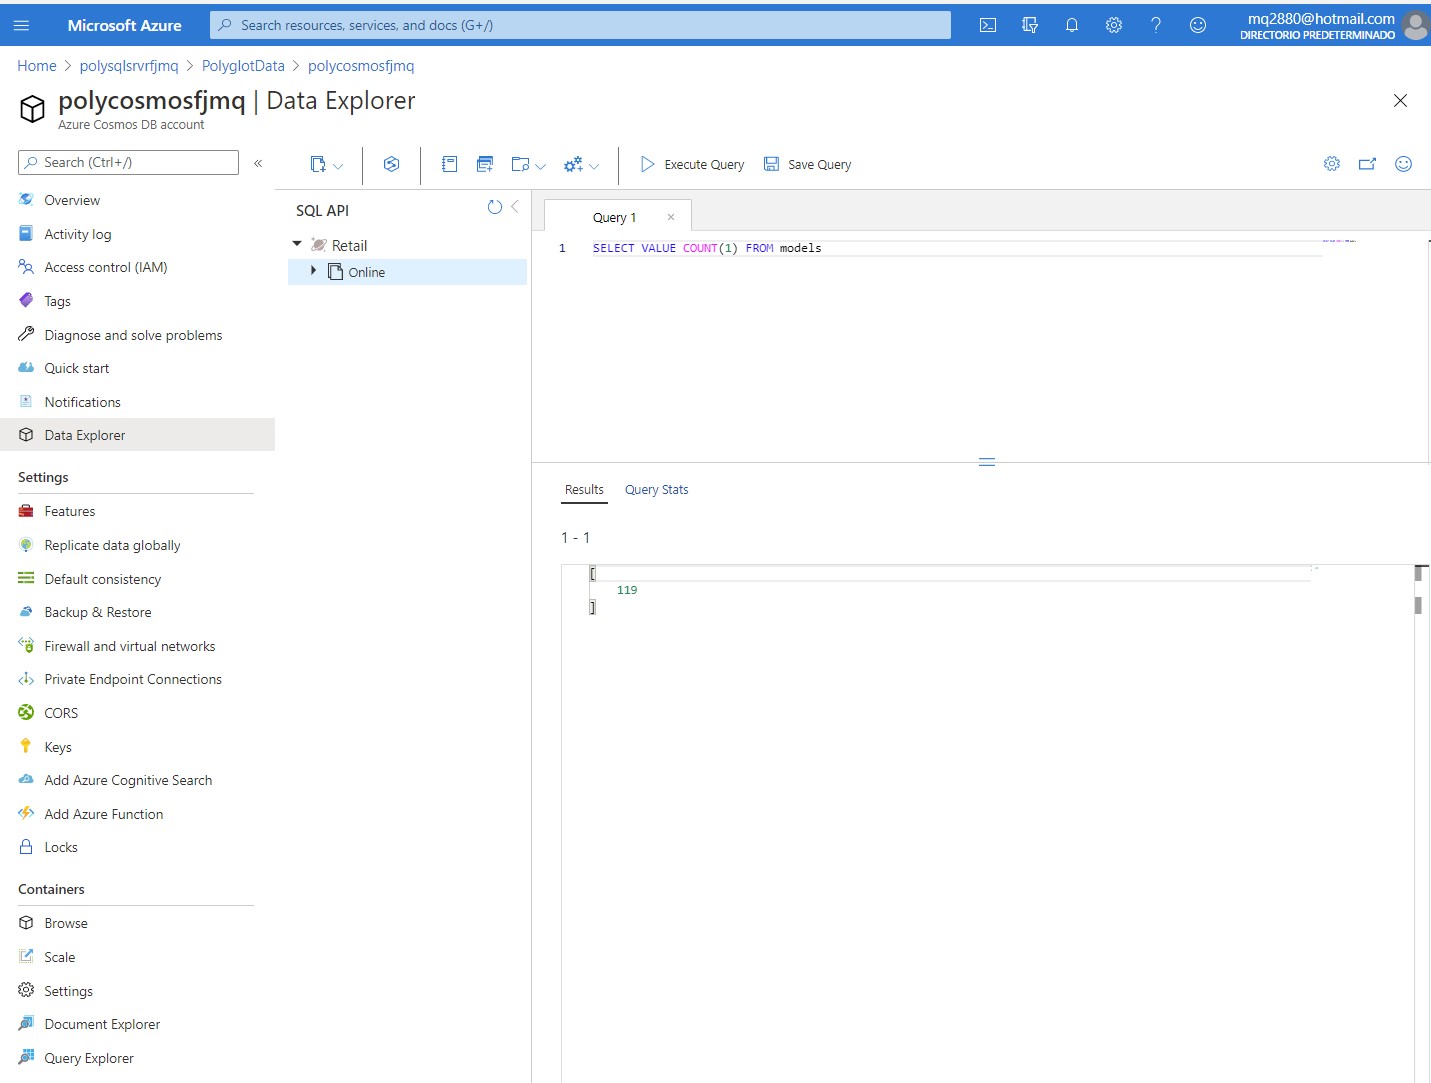 Microsoft Azure
Search resources, services, and docs (G+/)
mq2880@hotmail.com
DIRECTORIO PREDETERMINADO
Home > polysqlsrvrfjmq > PolyglotData > polycosmosfjmq
polycosmosfjmq | Data Explorer
Azure Cosmos DB account
Search (Ctrl+/)
«
Overview
Activity log
Access control (IAM)
Tags
Diagnose and solve problems
Quick start
Notifications
Data Explorer
Settings
Features
Replicate data globally
Default consistency
Backup & Restore
Firewall and virtual networks
Private Endpoint Connections
CORS
Keys
Add Azure Cognitive Search
Add Azure Function
Locks
Containers
Browse
Scale
Settings
Document Explorer
Query Explorer
Execute Query
Save Query
SQL API
Retail
Online
Query 1
1 SELECT VALUE COUNT(1) FROM models
Results
Query Stats
1 - 1
[
119
]